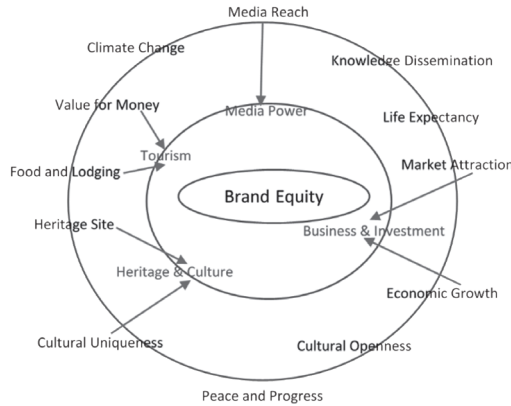 Media Reach
Climate Change
Knowledge Dissemination
Value for Money
Media Power
Life Expectancy
Tourism
Market Attraction
Food and Lodging
Brand Equity
Heritage Site
Business & Investment
Heritage & Culture
Economic Growth
Cultural Uniqueness
Cultural Openness
Peace and Progress